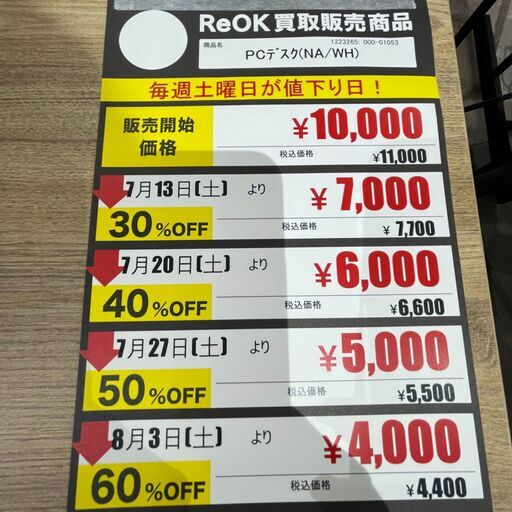 ReOK 買取販売商品
商品名 1223265: 000-01053
PCデスク(NA/WH)
毎週土曜日が値下り日！
販売開始価格 ¥10,000
税込価格 ¥11,000
7月13日(土) より ¥7,000
30%OFF 税込価格 ¥7,700
7月20日(土) より ¥6,000
40%OFF 税込価格 ¥6,600
7月27日(土) より ¥5,000
50%OFF 税込価格 ¥5,500
8月3日(土) より ¥4,000
60%OFF 税込価格 ¥4,400